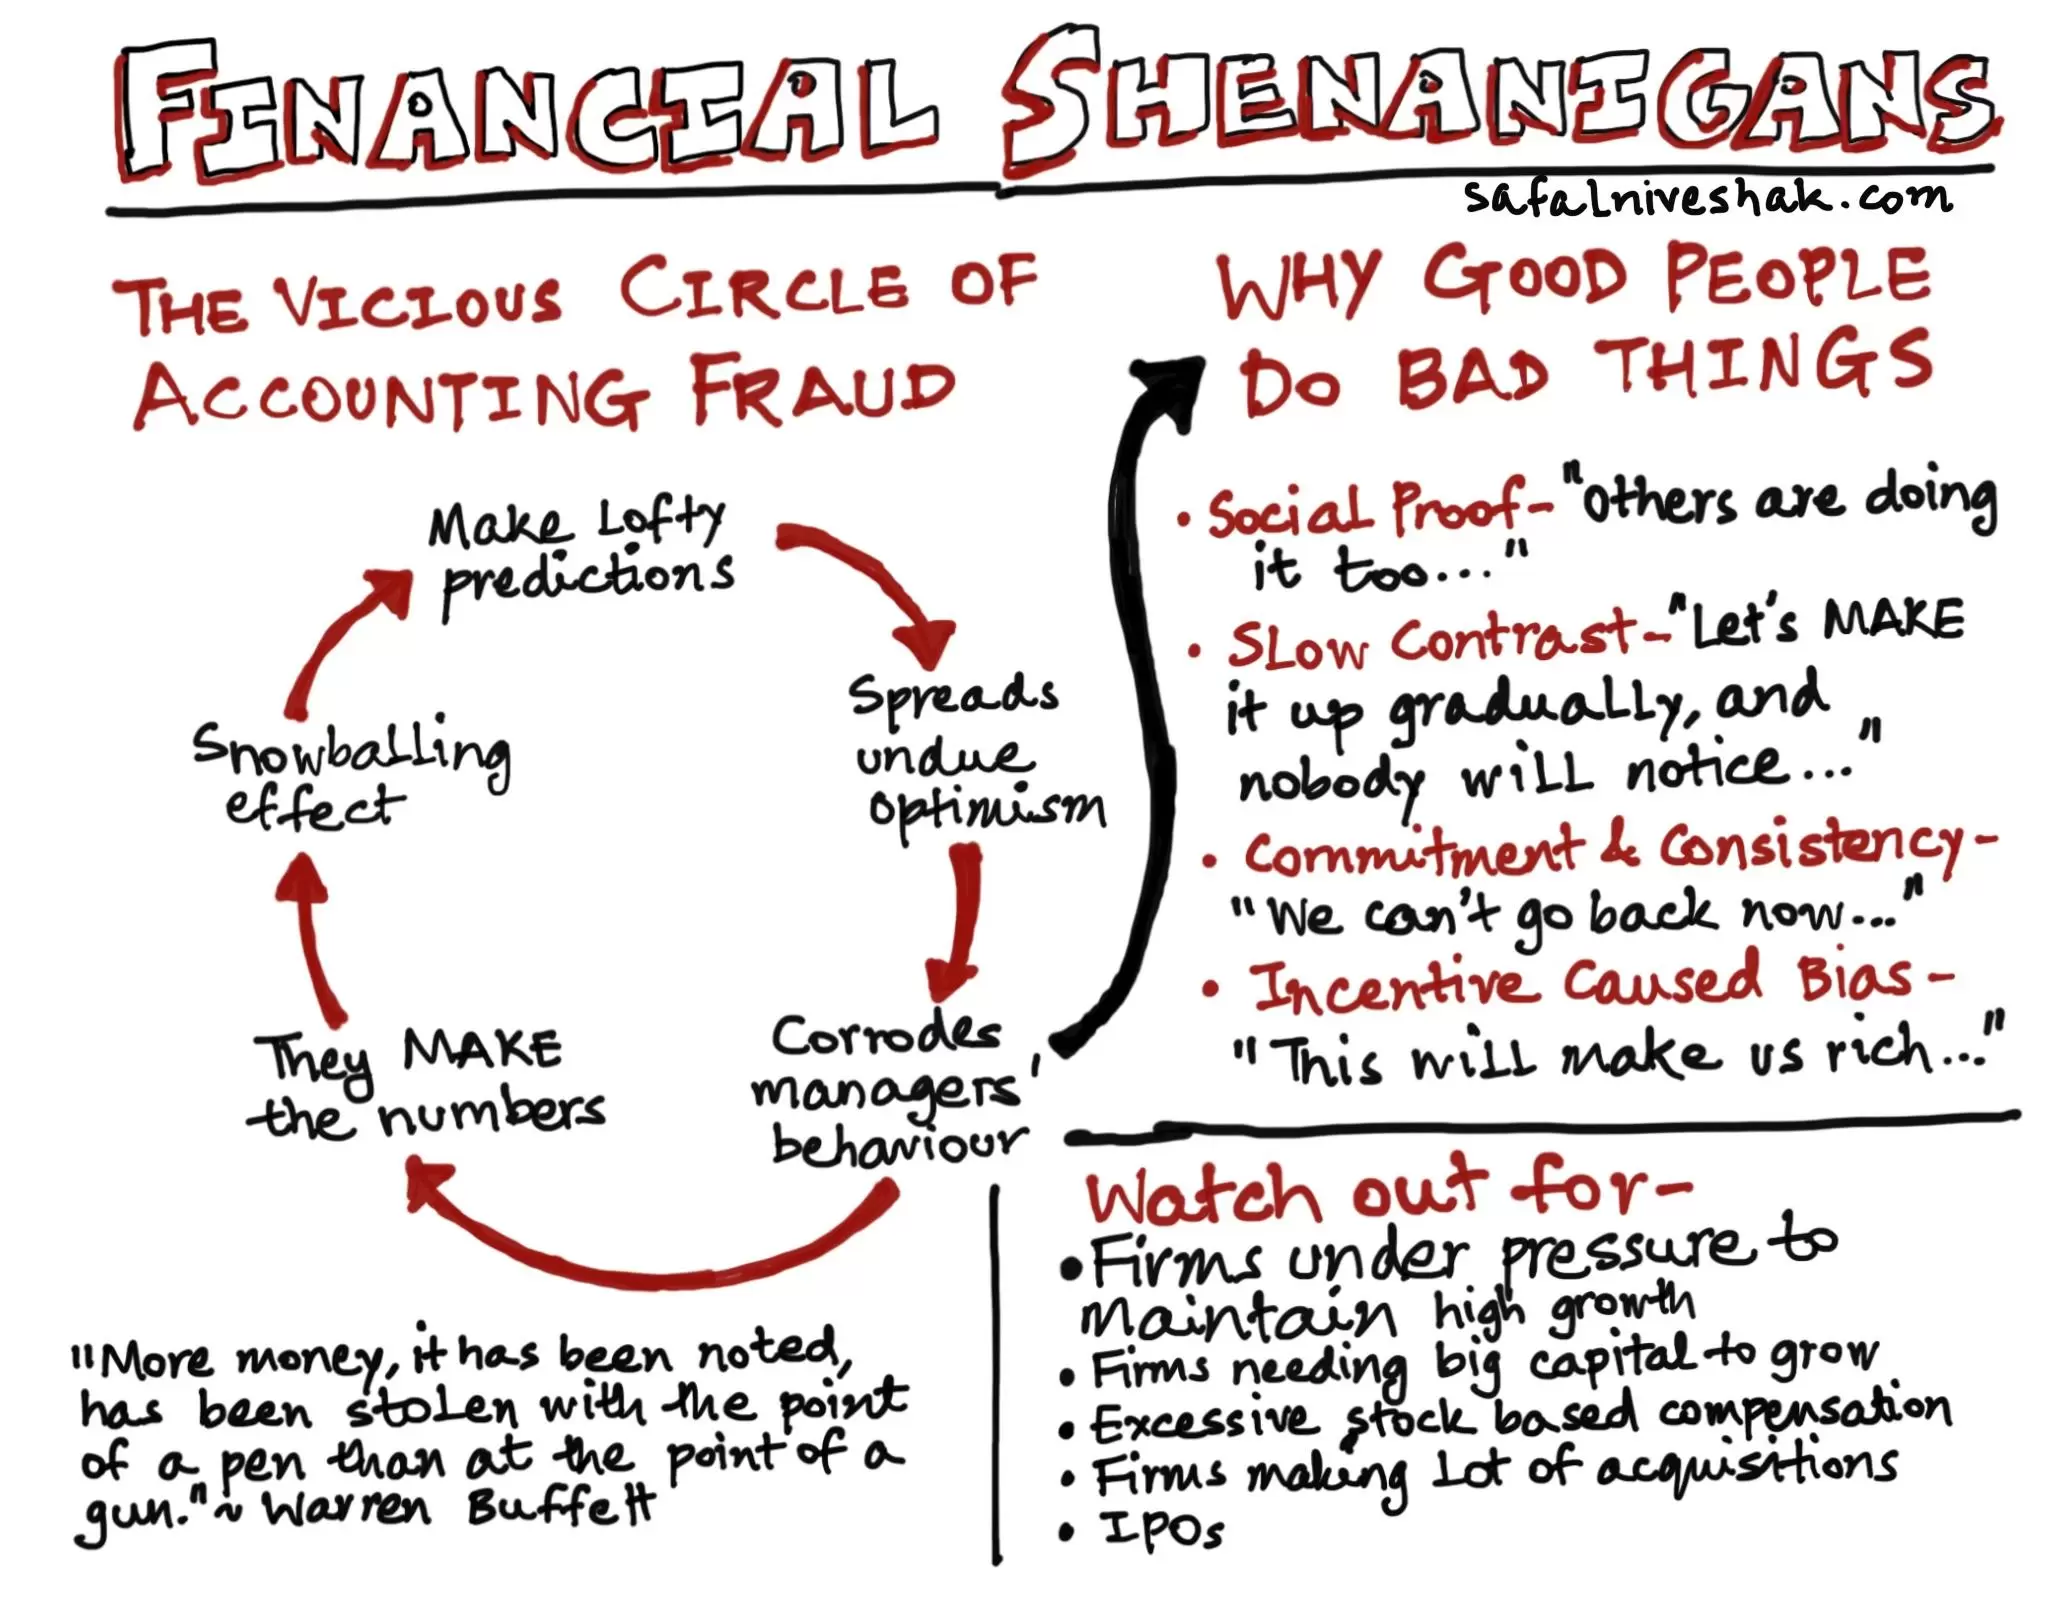 FINANCIAL SHENANIGANS
safalniveshak.com
THE VICIOUS CIRCLE OF
ACCOUNTING FRAUD
Make Lofty
predictions
Spreads
undue
optimism
Corrodes
managers'
behaviour
They MAKE
the numbers
Snowballing
effect
"More money, it has been noted,
has been stolen with the point
of a pen than at the point of a
gun." ~ Warren Buffett
WHY GOOD PEOPLE
DO BAD THINGS
• Social Proof - "Others are doing
it too..."
• Slow Contrast - "Let's MAKE
it up gradually, and
nobody will notice..."
• Commitment & Consistency -
"We can't go back now..."
• Incentive Caused Bias -
"This will make us rich..."
Watch out for -
• Firms under pressure to
maintain high growth
• Firms needing big capital to grow
• Excessive stock based compensation
• Firms making lot of acquisitions
• IPOs